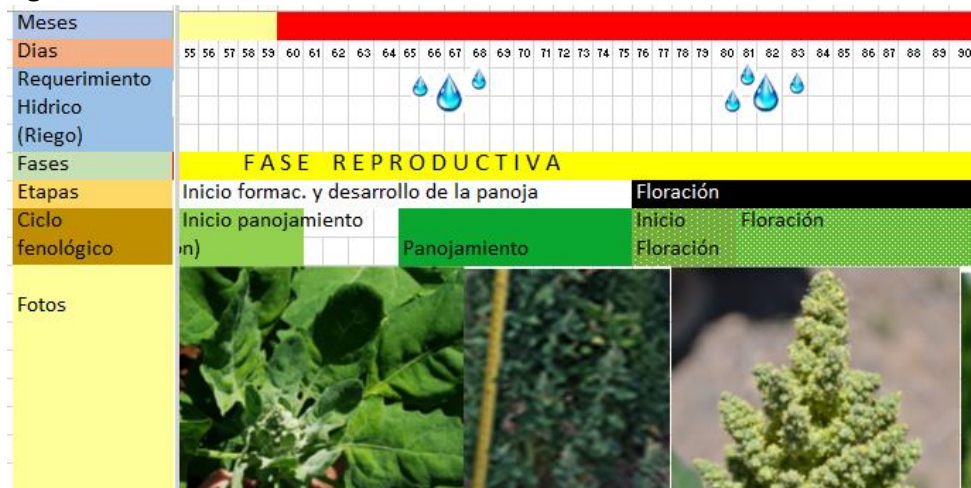 Meses
Dias 55 56 57 58 59 60 61 62 63 64 65 66 67 68 69 70 71 72 73 74 75 76 77 78 79 80 81 82 83 84 85 86 87 88 89 90
Requerimiento
Hidrico
(Riego)
Fases FASE REPRODUCTIVA
Etapas Inicio formac. y desarrollo de la panoja Floración
Ciclo Inicio panojamiento Inicio Floración
fenológico n) Panojamiento Floración
Fotos